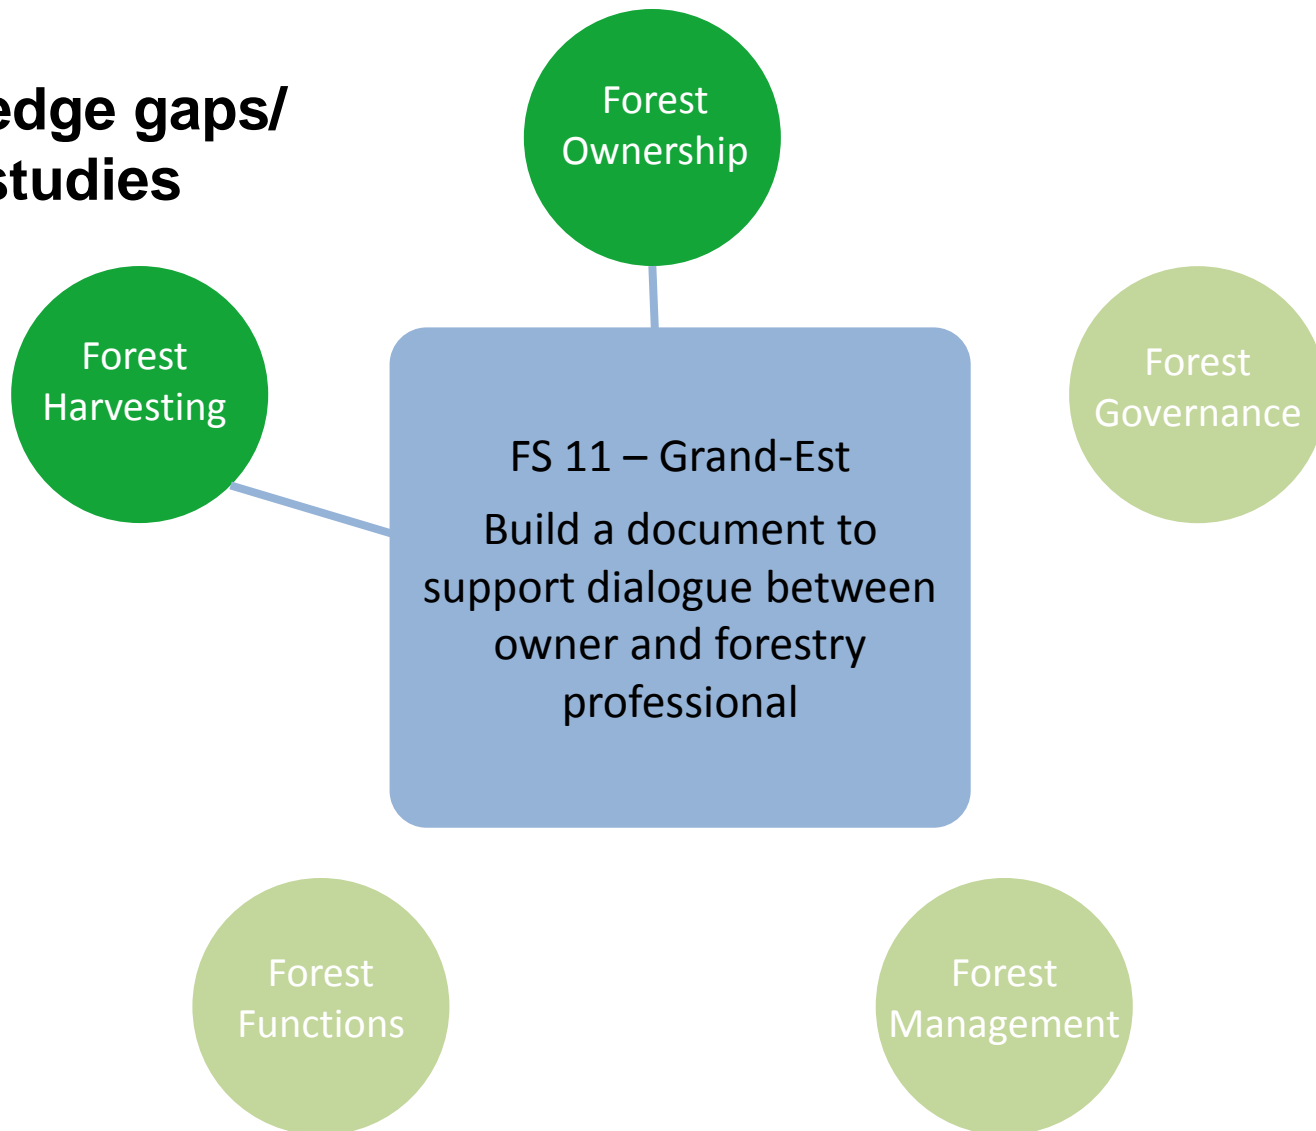 edge gaps/
studies
Forest
Ownership
Forest
Harvesting
Forest
Governance
FS 11 – Grand-Est
Build a document to
support dialogue between
owner and forestry
professional
Forest
Functions
Forest
Management